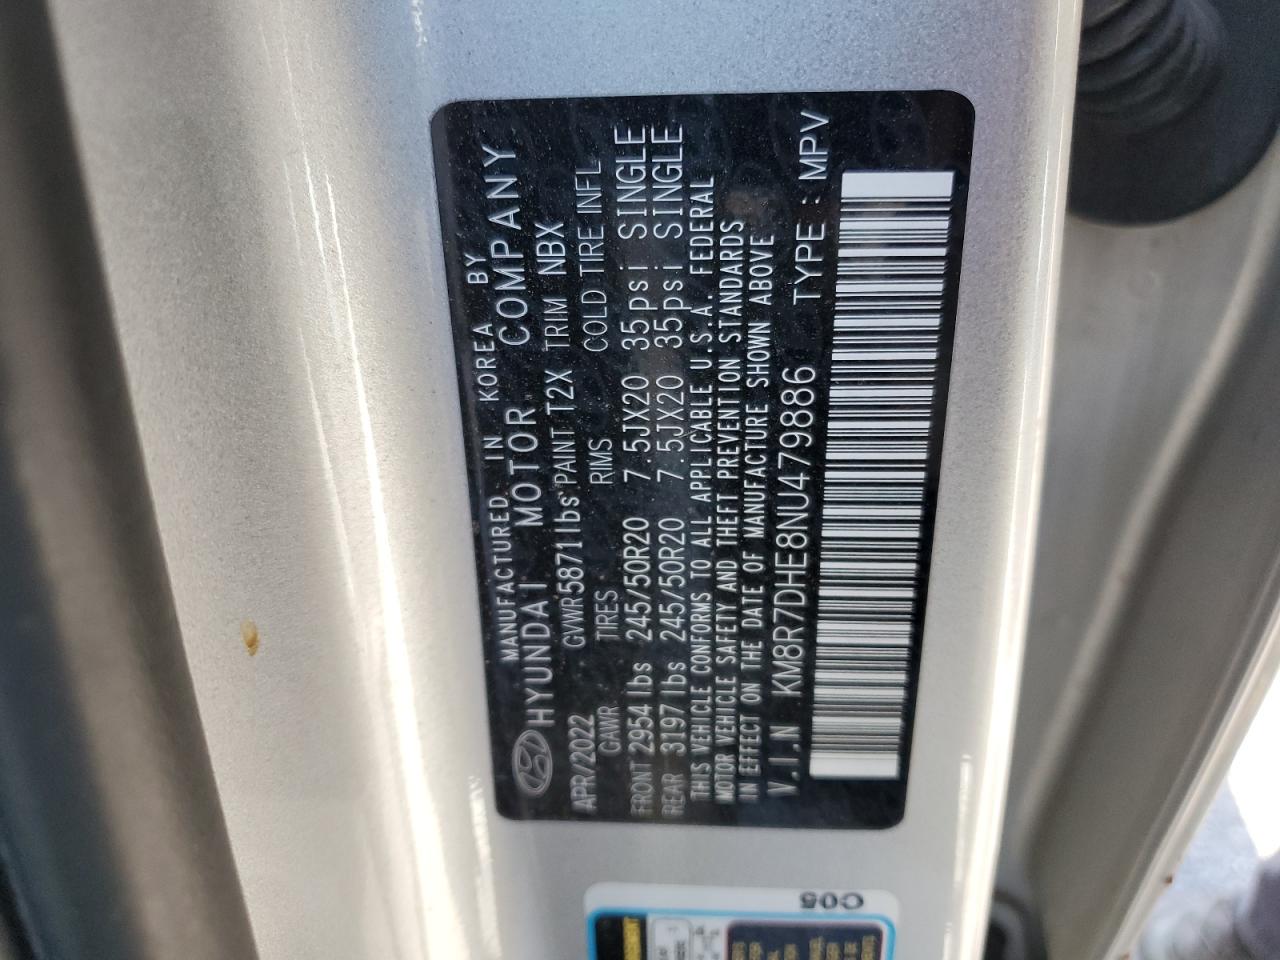 MANUFACTURED IN KOREA BY
HYUNDAI MOTOR COMPANY
APR/2022 GVWR 5871lbs PAINT T2X TRIM NBX
GAWR TIRES RIMS COLD TIRE INFL
FRONT 2954lbs 245/50R20 7.5JX20 35psi SINGLE
REAR 3197lbs 245/50R20 7.5JX20 35psi SINGLE
THIS VEHICLE CONFORMS TO ALL APPLICABLE U.S.A. FEDERAL
MOTOR VEHICLE SAFETY AND THEFT PREVENTION STANDARDS
IN EFFECT ON THE DATE OF MANUFACTURE SHOWN ABOVE
V.I.N KM8R7DHE8NU479886 TYPE : MPV
C05